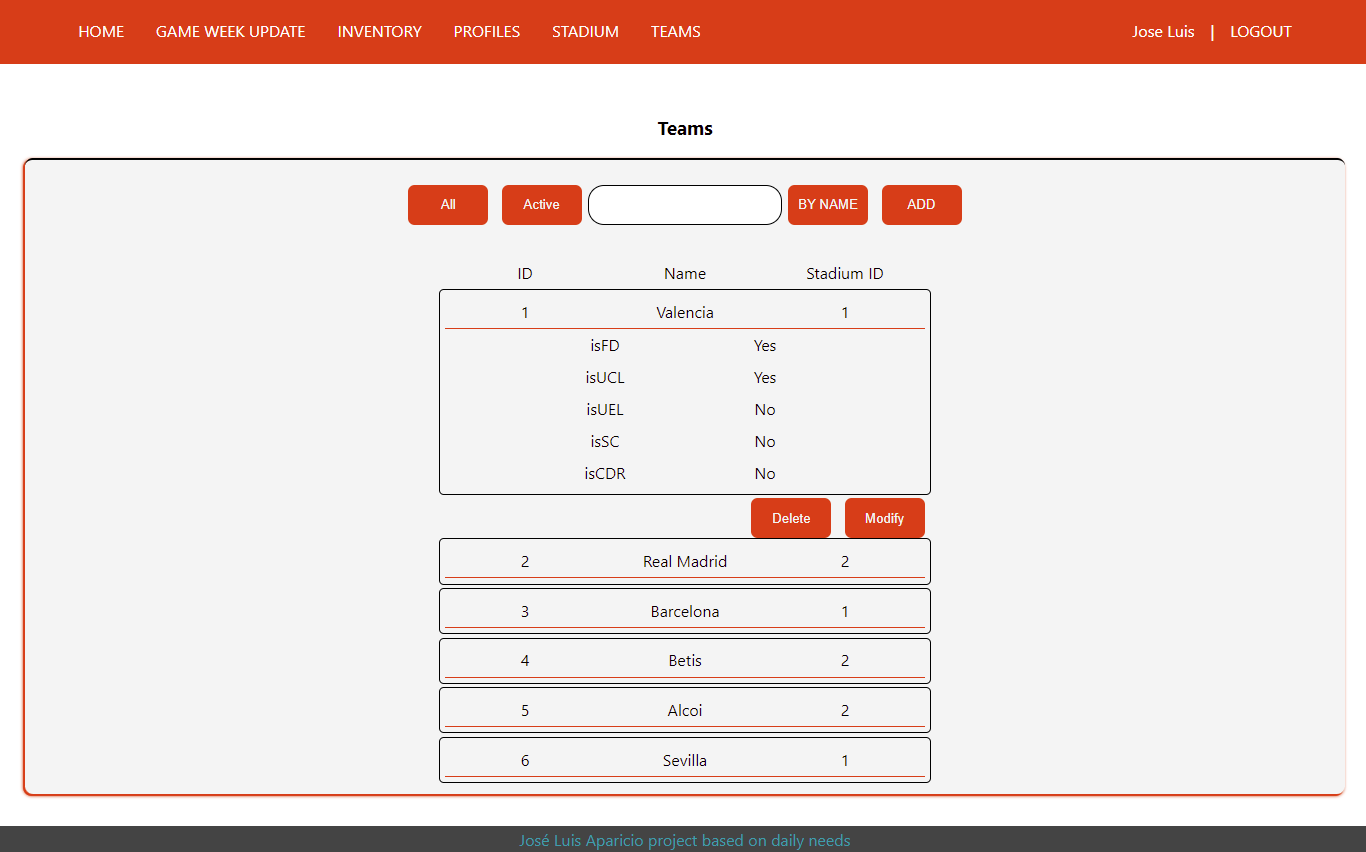 HOME GAME WEEK UPDATE INVENTORY PROFILES STADIUM TEAMS Jose Luis | LOGOUT
Teams
All Active BY NAME ADD
ID Name Stadium ID
1 Valencia 1
isFD Yes
isUCL Yes
isUEL No
isSC No
isCDR No
Delete Modify
2 Real Madrid 2
3 Barcelona 1
4 Betis 2
5 Alcoi 2
6 Sevilla 1
José Luis Aparicio project based on daily needs